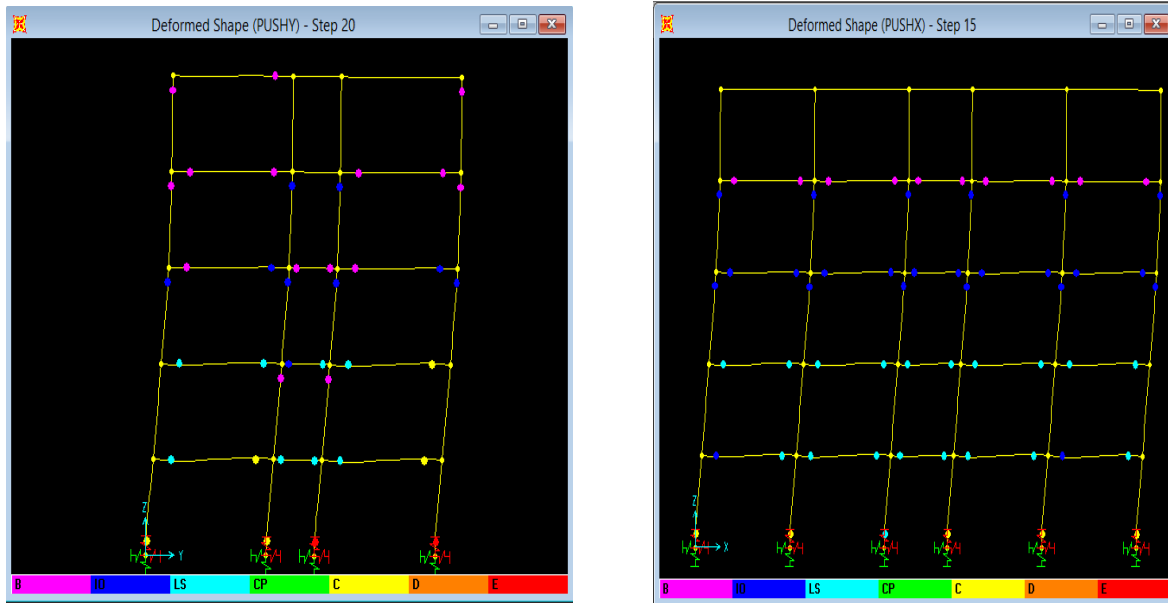 Deformed Shape (PUSHY) - Step 20
Z
Y
B IO LS CP C D E
Deformed Shape (PUSHX) - Step 15
Z
X
B IO LS CP C D E